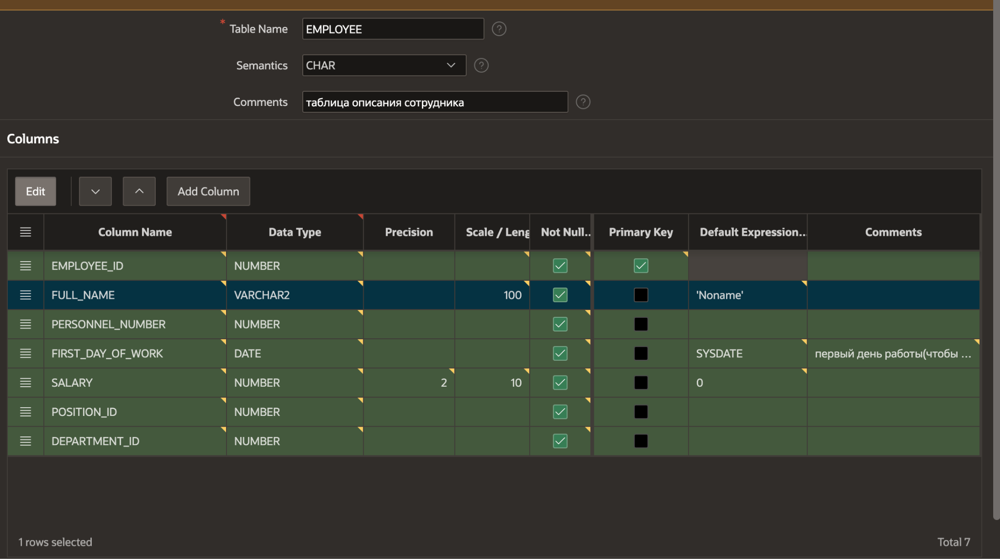 * Table Name EMPLOYEE ?
Semantics CHAR ?
Comments таблица описания сотрудника ?
Columns
Edit Add Column
Column Name Data Type Precision Scale / Leng Not Null... Primary Key Default Expression... Comments
EMPLOYEE_ID NUMBER
FULL_NAME VARCHAR2 100 'Noname'
PERSONNEL_NUMBER NUMBER
FIRST_DAY_OF_WORK DATE SYSDATE первый день работы(чтобы ...
SALARY NUMBER 2 10 0
POSITION_ID NUMBER
DEPARTMENT_ID NUMBER
1 rows selected Total 7